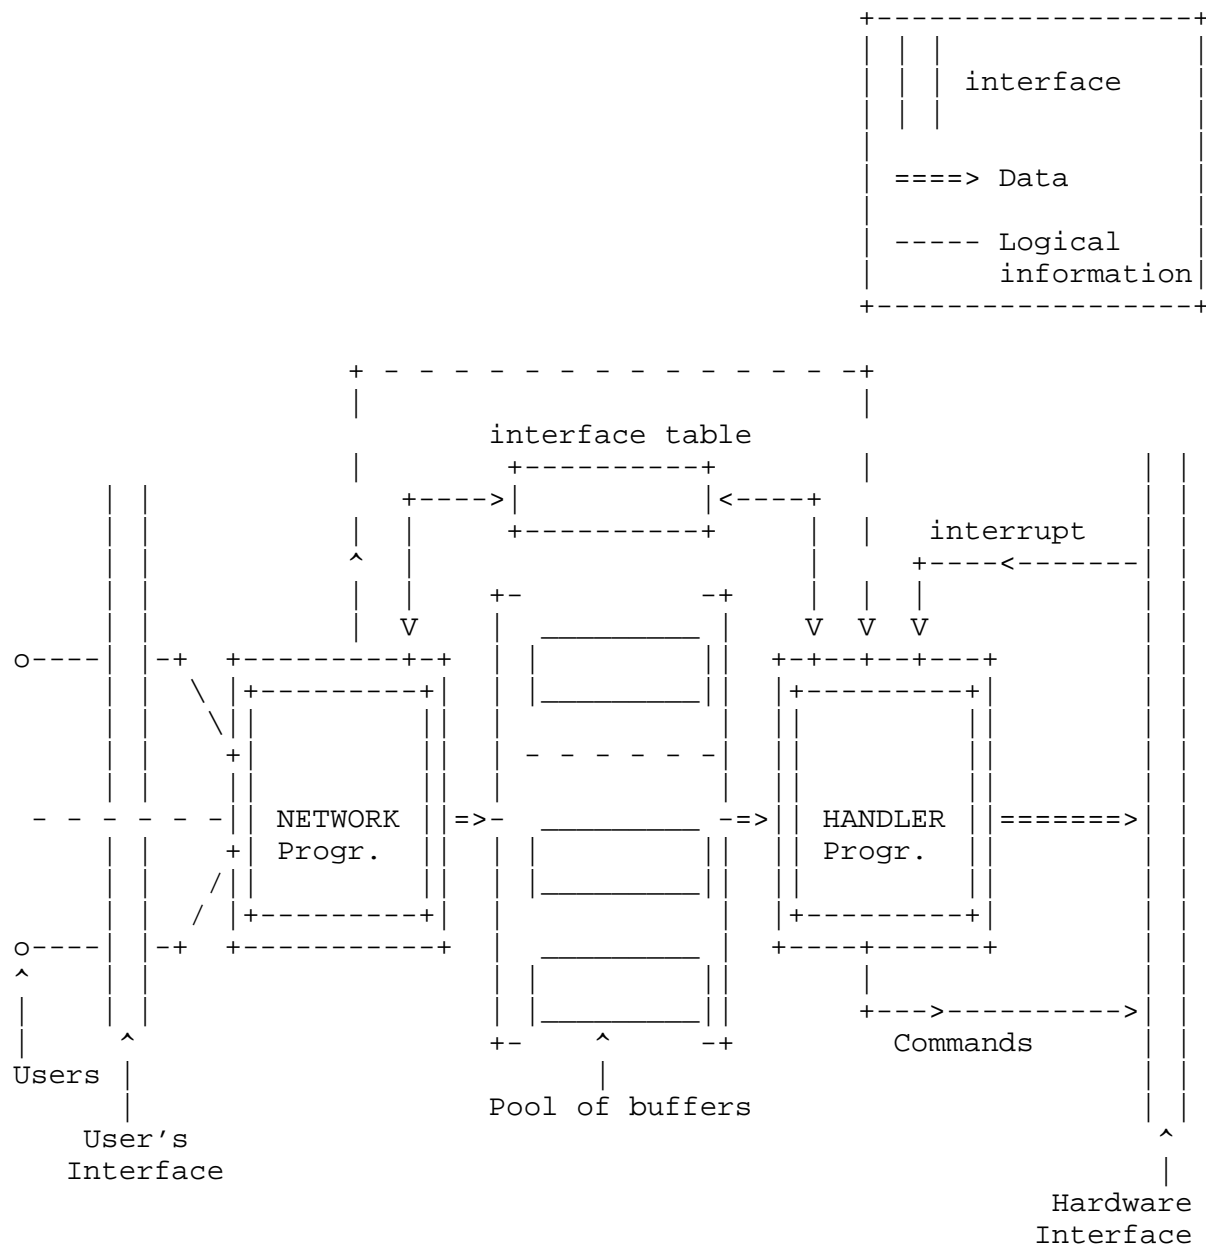 interface
====> Data
----- Logical
information
interface table
interrupt
NETWORK
Progr.
HANDLER
Progr.
Commands
Users
Pool of buffers
User's
Interface
Hardware
Interface